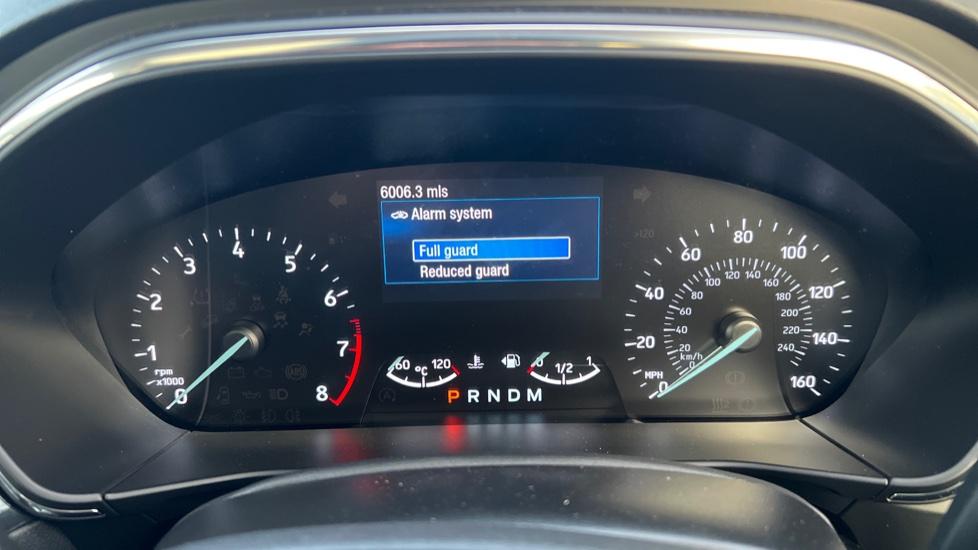 6006.3 mls
Alarm system
Full guard
Reduced guard
0 1 2 3 4 5 6 7 8
rpm
x1000
60 °C 120
0 1/2 1
P R N D M
0 20 40 60 80 100 120 140 160
MPH
0 20 40 60 80 100 120 140 160 180 200 220 240
km/h
>120